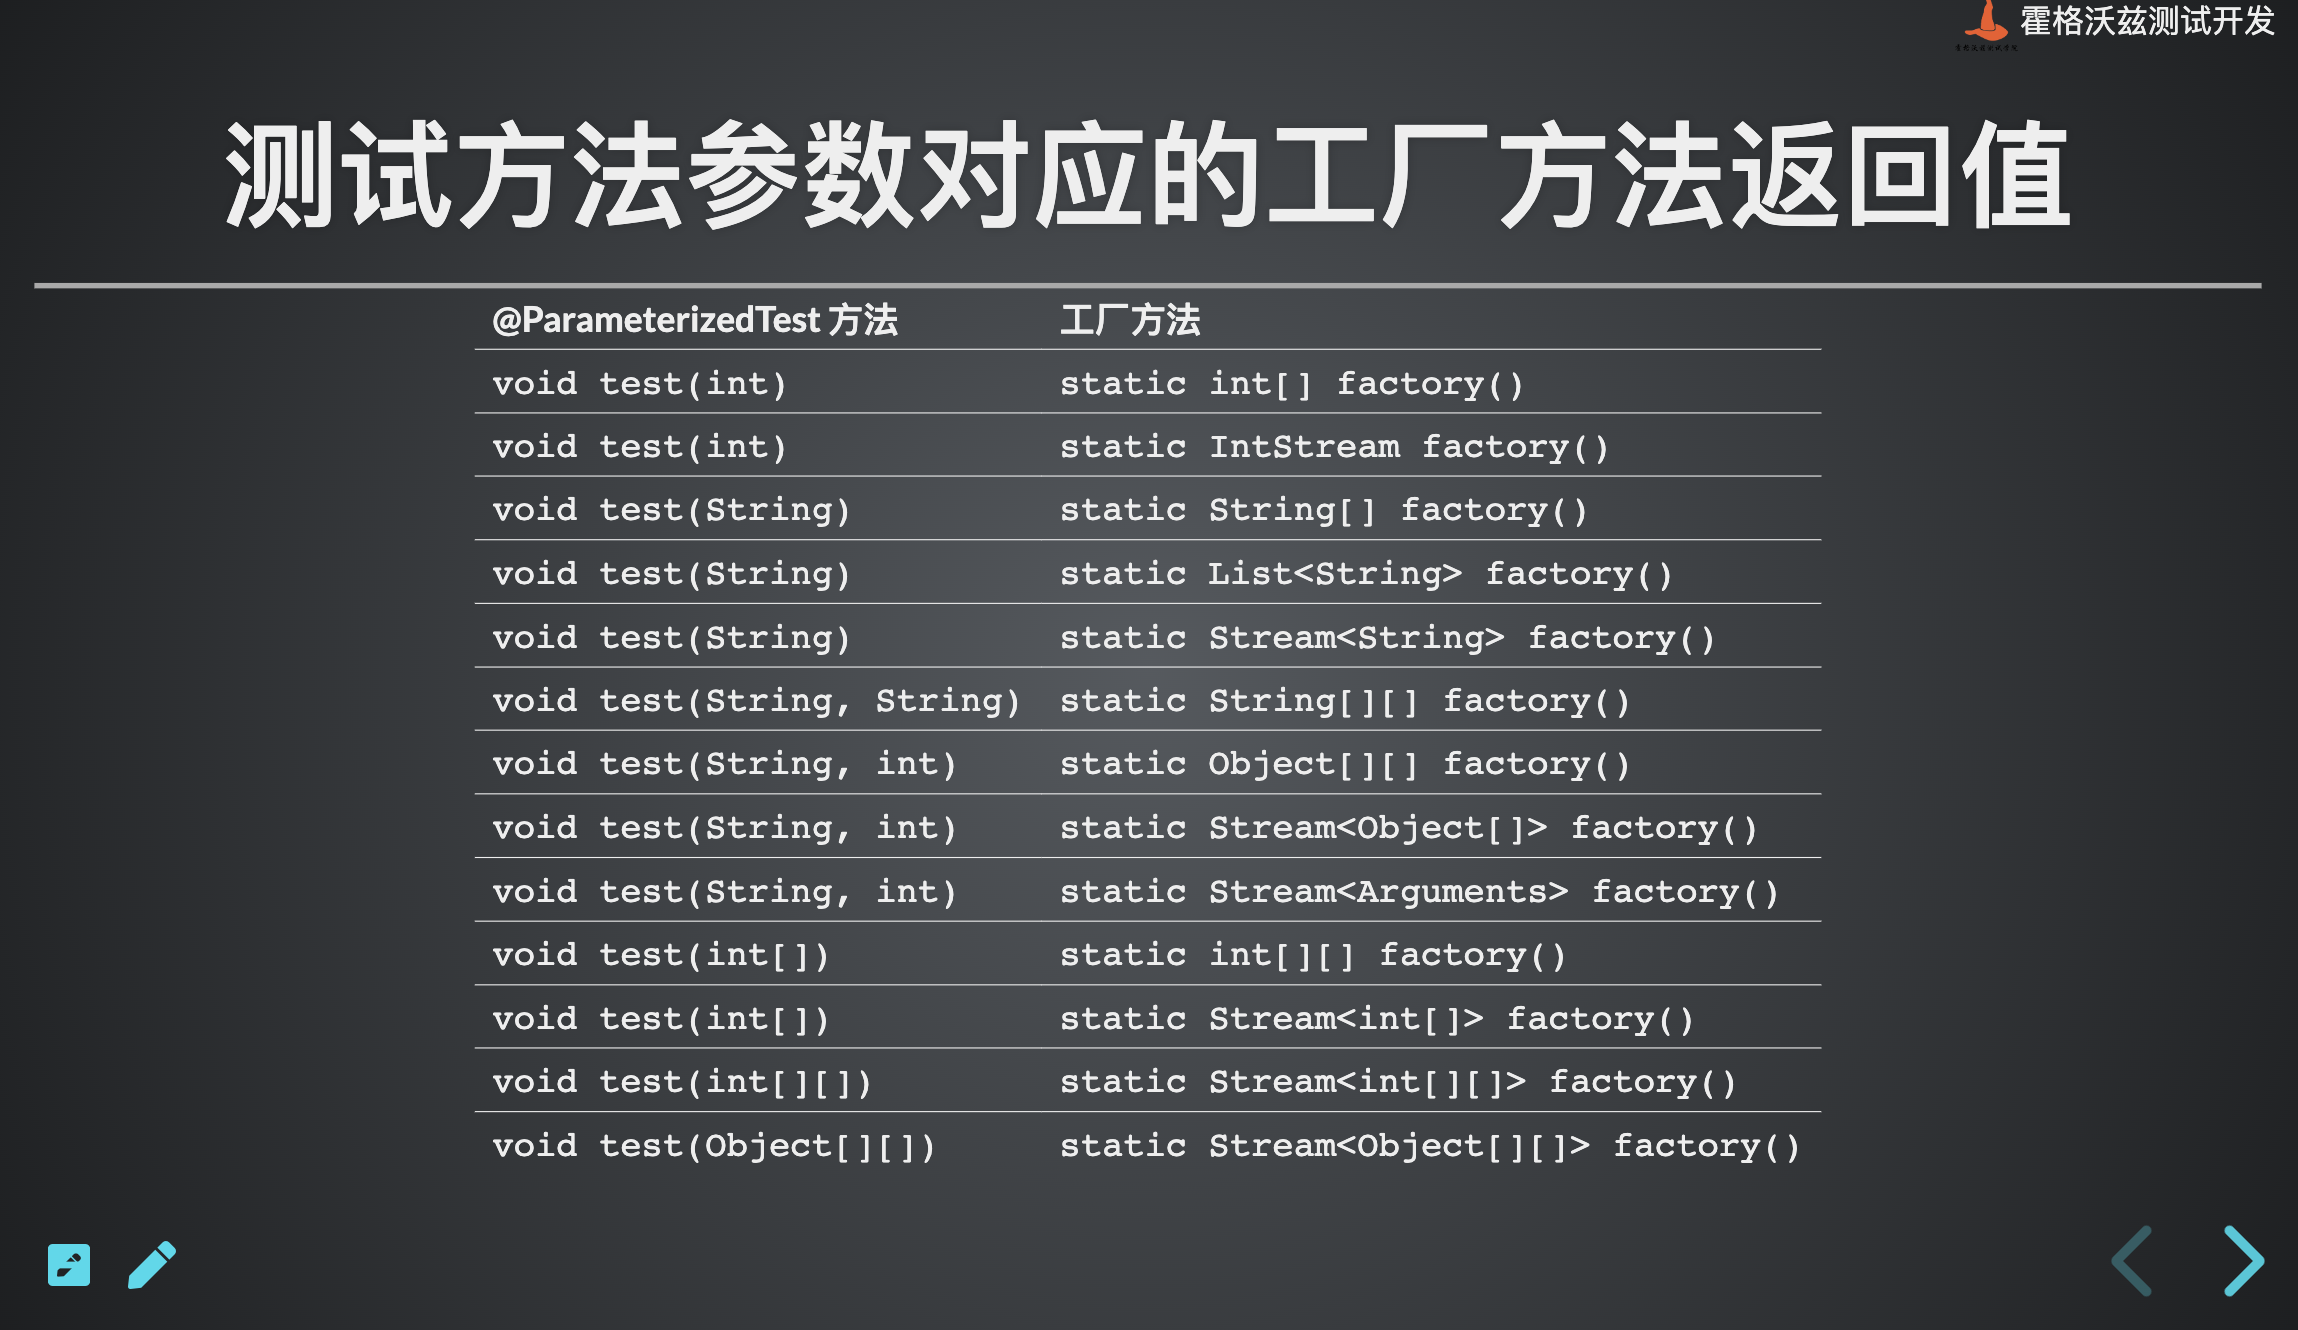 霍格沃兹测试开发
测试方法参数对应的工厂方法返回值
@ParameterizedTest 方法 工厂方法
void test(int) static int[] factory()
void test(int) static IntStream factory()
void test(String) static String[] factory()
void test(String) static List<String> factory()
void test(String) static Stream<String> factory()
void test(String, String) static String[][] factory()
void test(String, int) static Object[][] factory()
void test(String, int) static Stream<Object[]> factory()
void test(String, int) static Stream<Arguments> factory()
void test(int[]) static int[][] factory()
void test(int[]) static Stream<int[]> factory()
void test(int[][]) static Stream<int[][]> factory()
void test(Object[][]) static Stream<Object[][]> factory()